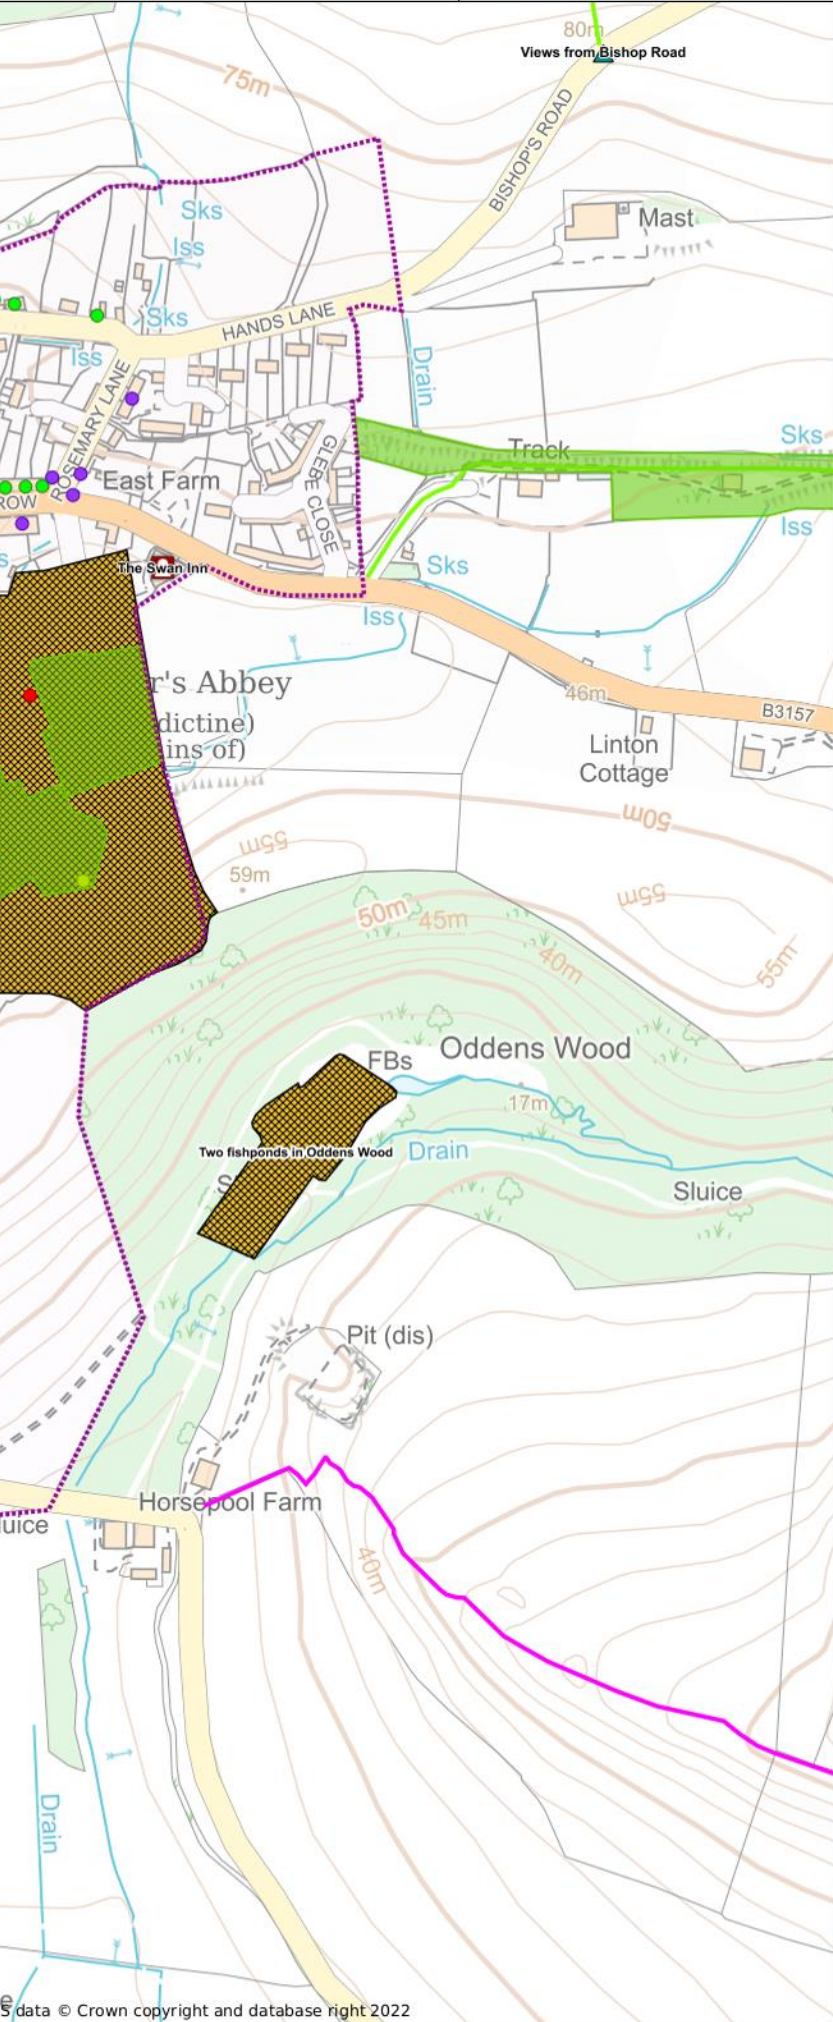 80m
Views from Bishop Road
75m
BISHOP'S ROAD
Sks
Mast
Iss
Sks
HANDS LANE
Iss
Drain
ROSEMARY LANE
Track
Sks
GLEBE CLOSE
East Farm
ROW
Iss
s
The Swan Inn
Sks
Iss
r's Abbey
46m
B3157
dictine)
ins of)
Linton
Cottage
50m
55m
59m
55m
50m
45m
40m
55m
Oddens Wood
FBs
17m
Two fishponds in Oddens Wood
Drain
S
Sluice
Pit (dis)
Horsepool Farm
luice
40m
Drain
e
S data © Crown copyright and database right 2022